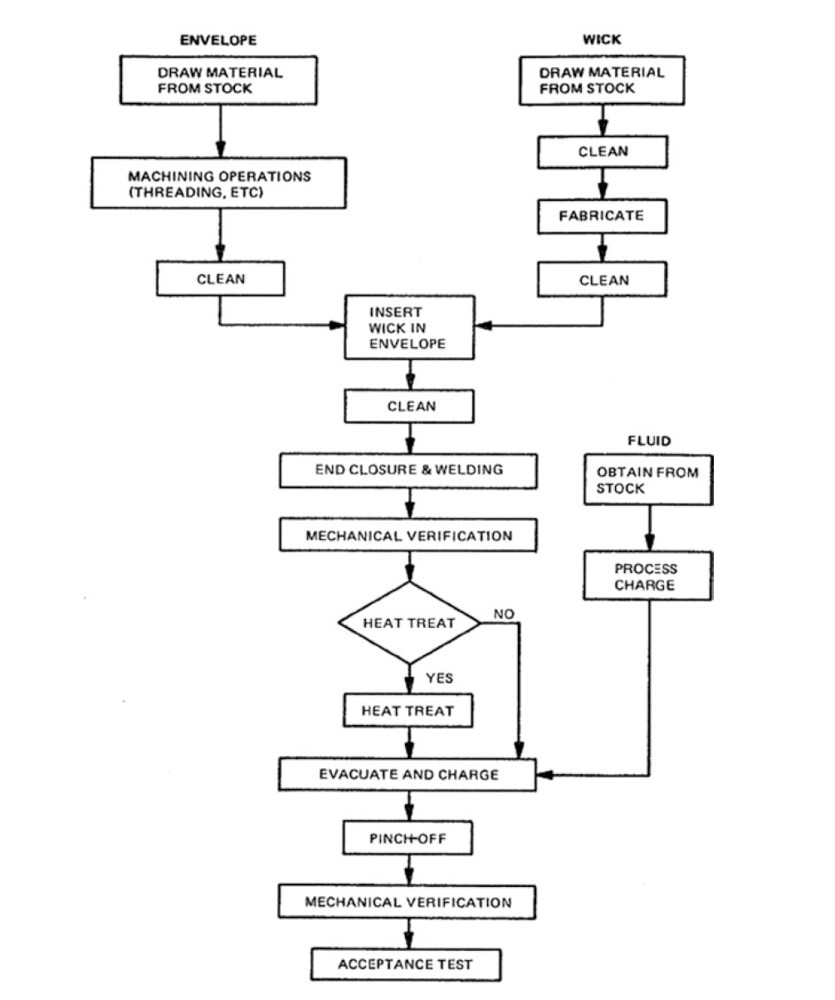 ENVELOPE
DRAW MATERIAL
FROM STOCK
MACHINING OPERATIONS
(THREADING, ETC)
CLEAN
WICK
DRAW MATERIAL
FROM STOCK
CLEAN
FABRICATE
CLEAN
INSERT
WICK IN
ENVELOPE
CLEAN
END CLOSURE & WELDING
MECHANICAL VERIFICATION
HEAT TREAT
NO
YES
HEAT TREAT
FLUID
OBTAIN FROM
STOCK
PROCESS
CHARGE
EVACUATE AND CHARGE
PINCH-OFF
MECHANICAL VERIFICATION
ACCEPTANCE TEST